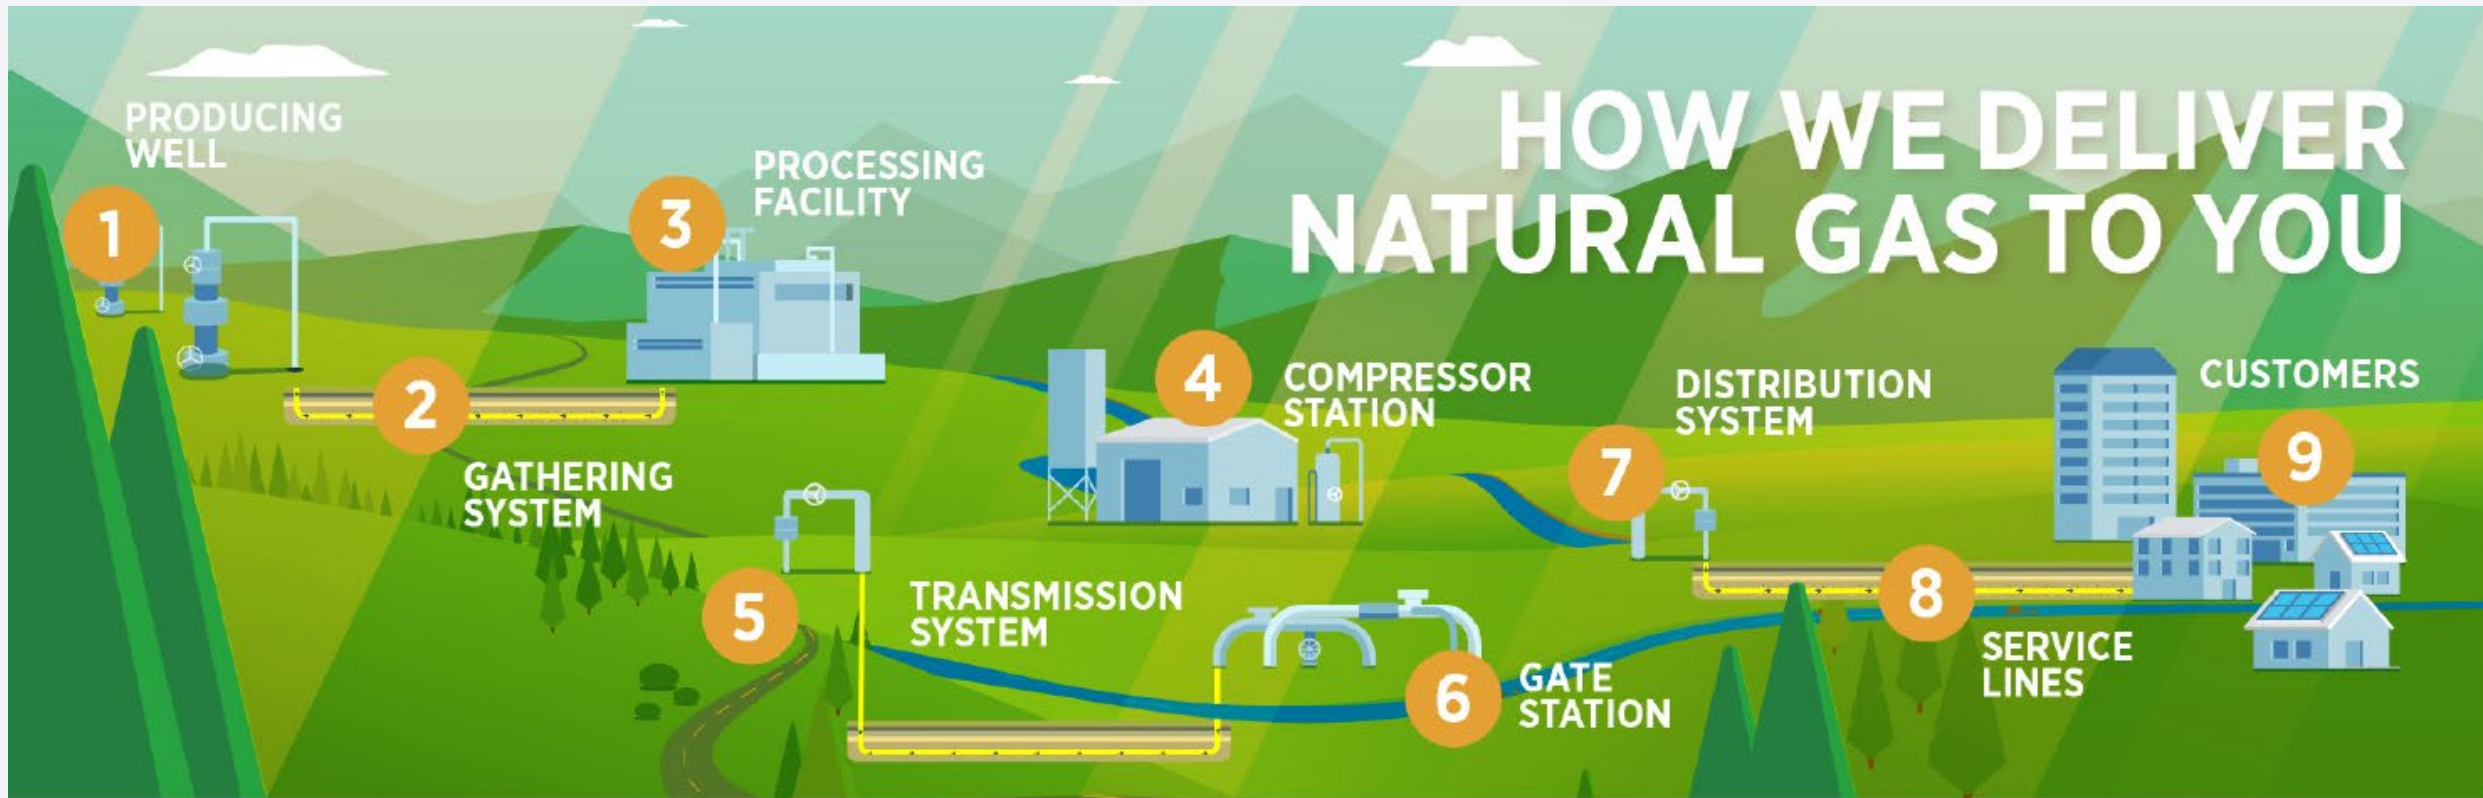 HOW WE DELIVER
NATURAL GAS TO YOU
1
PRODUCING
WELL
2
GATHERING
SYSTEM
3
PROCESSING
FACILITY
4
COMPRESSOR
STATION
5
TRANSMISSION
SYSTEM
6
GATE
STATION
7
DISTRIBUTION
SYSTEM
8
SERVICE
LINES
9
CUSTOMERS